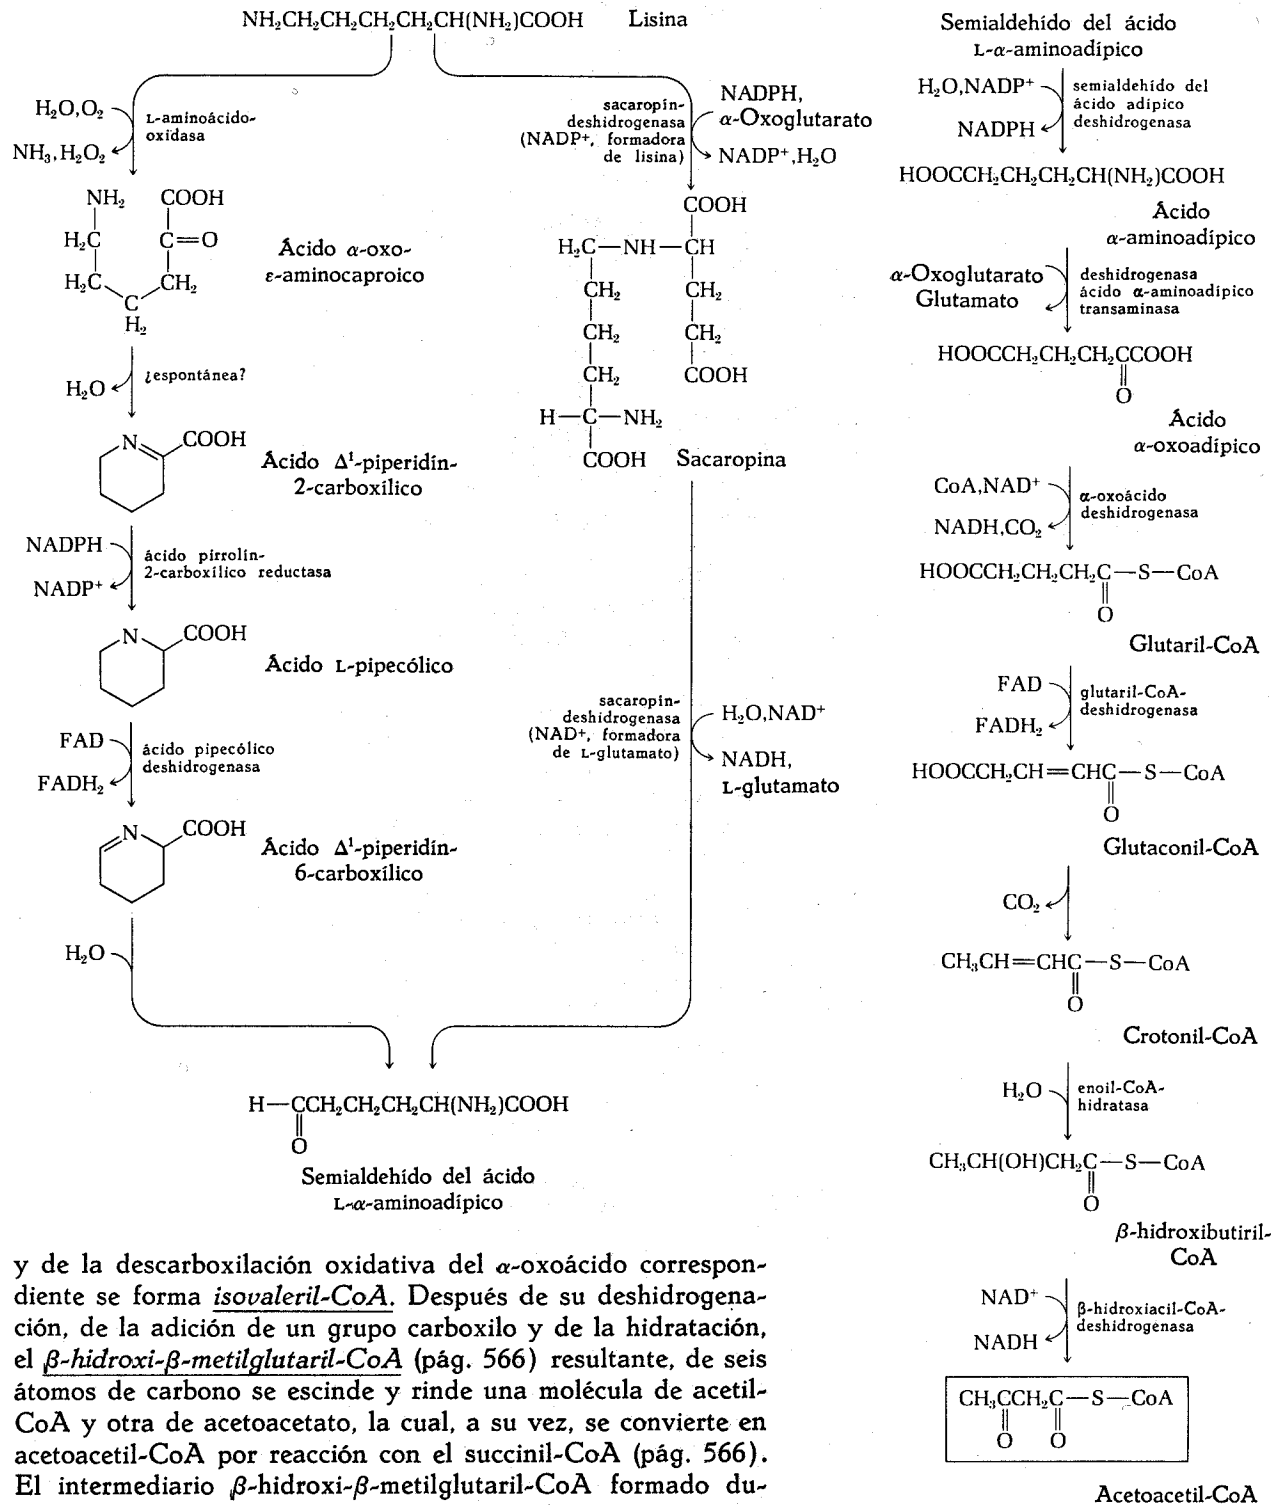 NH₂CH₂CH₂CH₂CH₂CH(NH₂)COOH Lisina
H₂O,O₂
L-aminoácido-
oxidasa
NH₃,H₂O₂
NH₂ COOH
H₂C C=O
H₂C CH₂
C
H₂
Ácido α-oxo-
ε-aminocaproico
H₂O
¿espontánea?
N COOH
Ácido Δ¹-piperidín-
2-carboxílico
NADPH
NADP⁺
ácido pirrolín-
2-carboxílico reductasa
N COOH
Ácido L-pipecólico
FAD
FADH₂
ácido pipecólico
deshidrogenasa
N COOH
Ácido Δ¹-piperidín-
6-carboxílico
H₂O
sacaropín-
deshidrogenasa
(NADP⁺, formadora
de lisina)
NADPH,
α-Oxoglutarato
NADP⁺,H₂O
COOH
H₂C—NH—CH
CH₂ CH₂
CH₂ CH₂
CH₂ COOH
H—C—NH₂
COOH Sacaropina
sacaropín-
deshidrogenasa
(NAD⁺, formadora
de L-glutamato)
H₂O,NAD⁺
NADH,
L-glutamato
H—CCH₂CH₂CH₂CH(NH₂)COOH
O
Semialdehído del ácido
L-α-aminoadípico
y de la descarboxilación oxidativa del α-oxoácido correspon-
diente se forma isovaleril-CoA. Después de su deshidrogena-
ción, de la adición de un grupo carboxilo y de la hidratación,
el β-hidroxi-β-metilglutaril-CoA (pág. 566) resultante, de seis
átomos de carbono se escinde y rinde una molécula de acetil-
CoA y otra de acetoacetato, la cual, a su vez, se convierte en
acetoacetil-CoA por reacción con el succinil-CoA (pág. 566).
El intermediario β-hidroxi-β-metilglutaril-CoA formado du-
Semialdehído del ácido
L-α-aminoadípico
H₂O,NADP⁺
NADPH
semialdehído del
ácido adípico
deshidrogenasa
HOOCCH₂CH₂CH₂CH(NH₂)COOH
Ácido
α-aminoadípico
α-Oxoglutarato
Glutamato
deshidrogenasa
ácido α-aminoadípico
transaminasa
HOOCCH₂CH₂CH₂CCOOH
O
Ácido
α-oxoadípico
CoA,NAD⁺
NADH,CO₂
α-oxoácido
deshidrogenasa
HOOCCH₂CH₂CH₂C—S—CoA
O
Glutaril-CoA
FAD
FADH₂
glutaril-CoA-
deshidrogenasa
HOOCCH₂CH=CHC—S—CoA
O
Glutaconil-CoA
CO₂
CH₃CH=CHC—S—CoA
O
Crotonil-CoA
H₂O
enoil-CoA-
hidratasa
CH₃CH(OH)CH₂C—S—CoA
O
β-hidroxibutiril-
CoA
NAD⁺
NADH
β-hidroxiacil-CoA-
deshidrogenasa
CH₃CCH₂C—S—CoA
O O
Acetoacetil-CoA